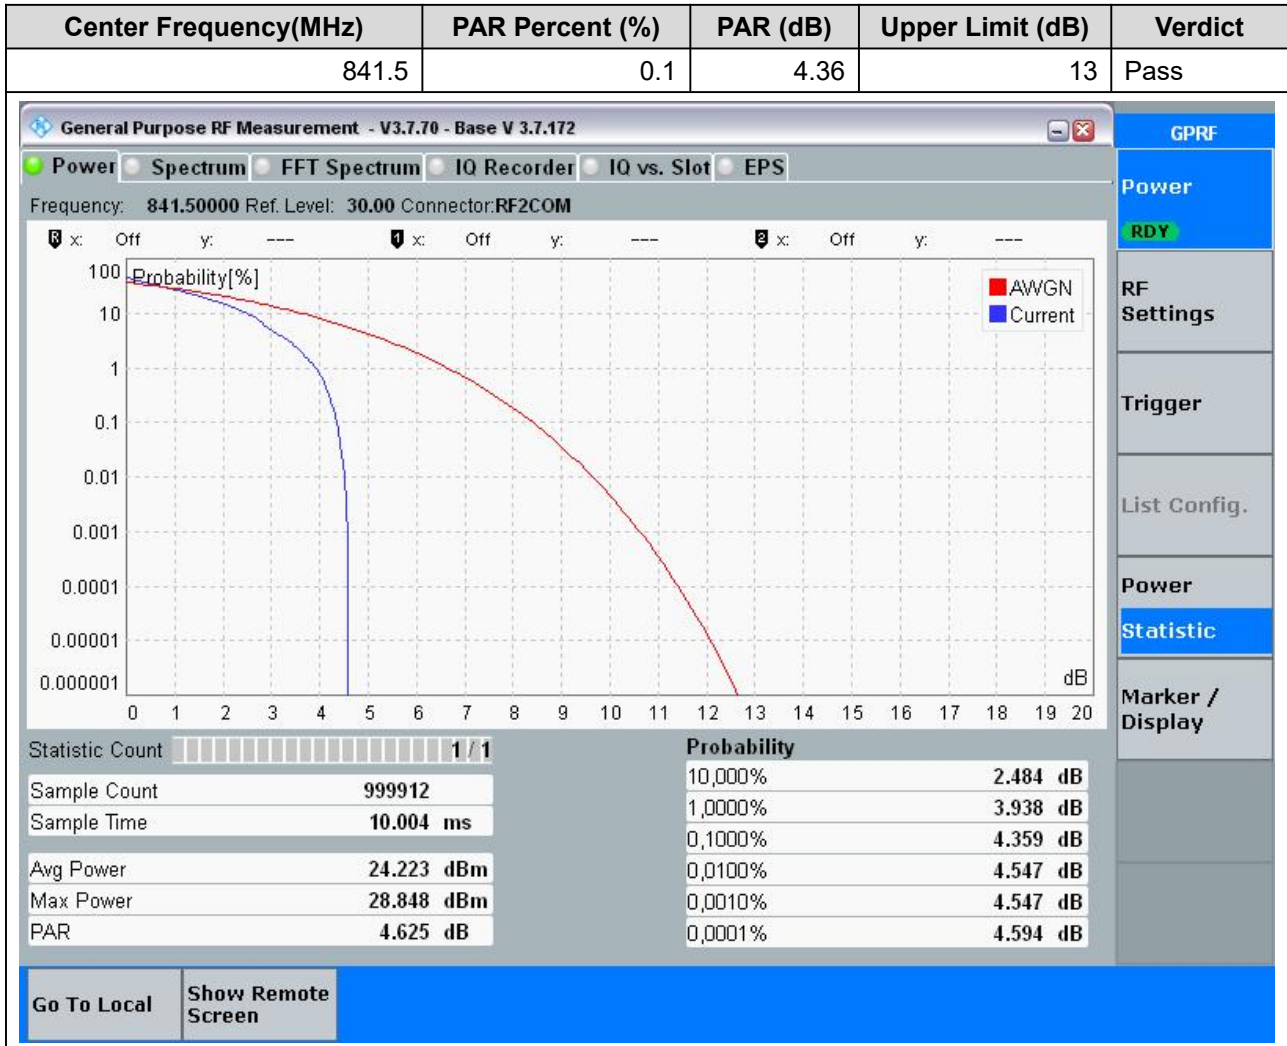 Center Frequency(MHz) PAR Percent (%) PAR (dB) Upper Limit (dB) Verdict
841.5 0.1 4.36 13 Pass
General Purpose RF Measurement - V3.7.70 - Base V 3.7.172
GPRF
Power Spectrum FFT Spectrum IQ Recorder IQ vs. Slot EPS
Power
RDY
Frequency: 841.50000 Ref. Level: 30.00 Connector:RF2COM
R x: Off y: --- 1 x: Off y: --- 2 x: Off y: ---
Probability[%]
AWGN
Current
100
10
1
0.1
0.01
0.001
0.0001
0.00001
0.000001
dB
0 1 2 3 4 5 6 7 8 9 10 11 12 13 14 15 16 17 18 19 20
RF
Settings
Trigger
List Config.
Power
Statistic
Marker /
Display
Statistic Count 1 / 1
Sample Count 999912
Sample Time 10.004 ms
Avg Power 24.223 dBm
Max Power 28.848 dBm
PAR 4.625 dB
Probability
10,000% 2.484 dB
1,0000% 3.938 dB
0,1000% 4.359 dB
0,0100% 4.547 dB
0,0010% 4.547 dB
0,0001% 4.594 dB
Go To Local
Show Remote
Screen